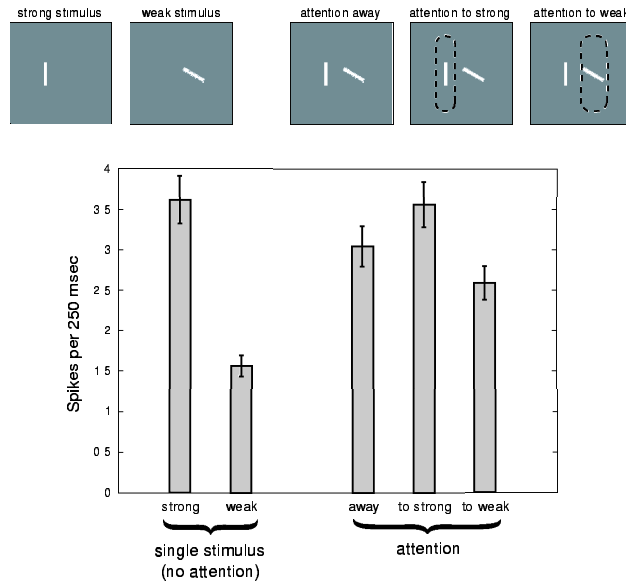 strong stimulus
weak stimulus
attention away
attention to strong
attention to weak
Spikes per 250 msec
4
3 5
3
2 5
2
1 5
1
0 5
0
strong
weak
away
to strong
to weak
single stimulus
(no attention)
attention